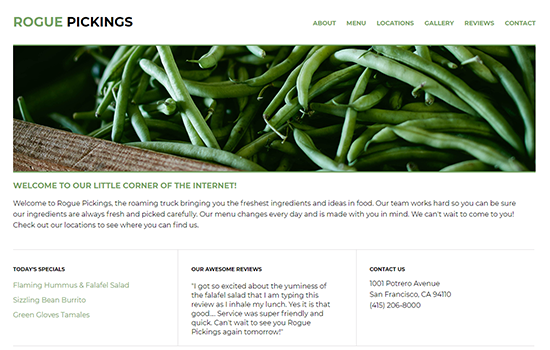 ROGUE PICKINGS
ABOUT MENU LOCATIONS GALLERY REVIEWS CONTACT
WELCOME TO OUR LITTLE CORNER OF THE INTERNET!
Welcome to Rogue Pickings, the roaming truck bringing you the freshest ingredients and ideas in food. Our team works hard so you can be sure
our ingredients are always fresh and picked carefully. Our menu changes every day and is made with you in mind. We can't wait to come to you!
Check out our locations to see where you can find us.
TODAY'S SPECIALS
Flaming Hummus & Falafel Salad
Sizzling Bean Burrito
Green Gloves Tamales
OUR AWESOME REVIEWS
"I got so excited about the yuminess of
the falafel salad that I am typing this
review as I inhale my lunch. Yes it is that
good.... Service was super friendly and
quick. Can't wait to see you Rogue
Pickings again tomorrow!"
CONTACT US
1001 Potrero Avenue
San Francisco, CA 94110
(415) 206-8000